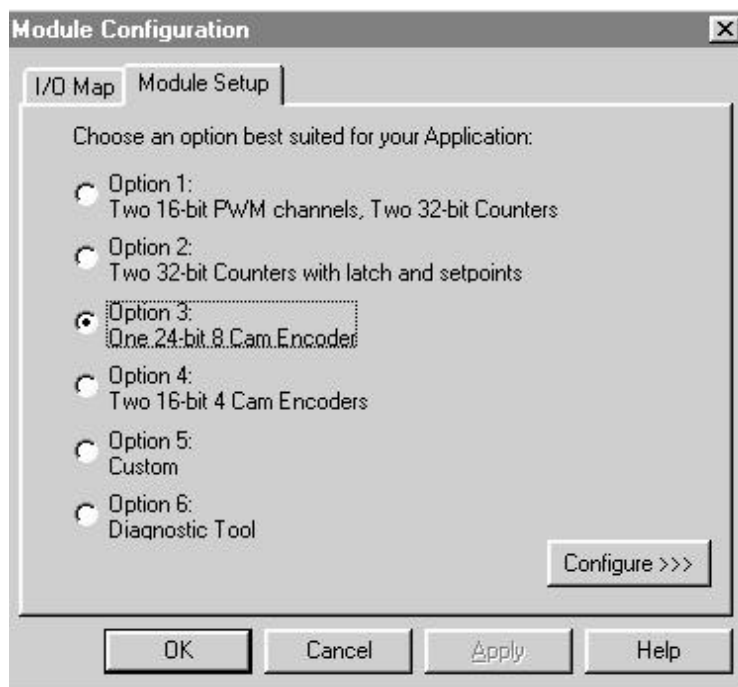 Module Configuration
I/O Map
Module Setup
Choose an option best suited for your Application:
Option 1:
Two 16-bit PWM channels, Two 32-bit Counters
Option 2:
Two 32-bit Counters with latch and setpoints
Option 3:
One 24-bit 8 Cam Encoder
Option 4:
Two 16-bit 4 Cam Encoders
Option 5:
Custom
Option 6:
Diagnostic Tool
Configure >>>
OK
Cancel
Apply
Help